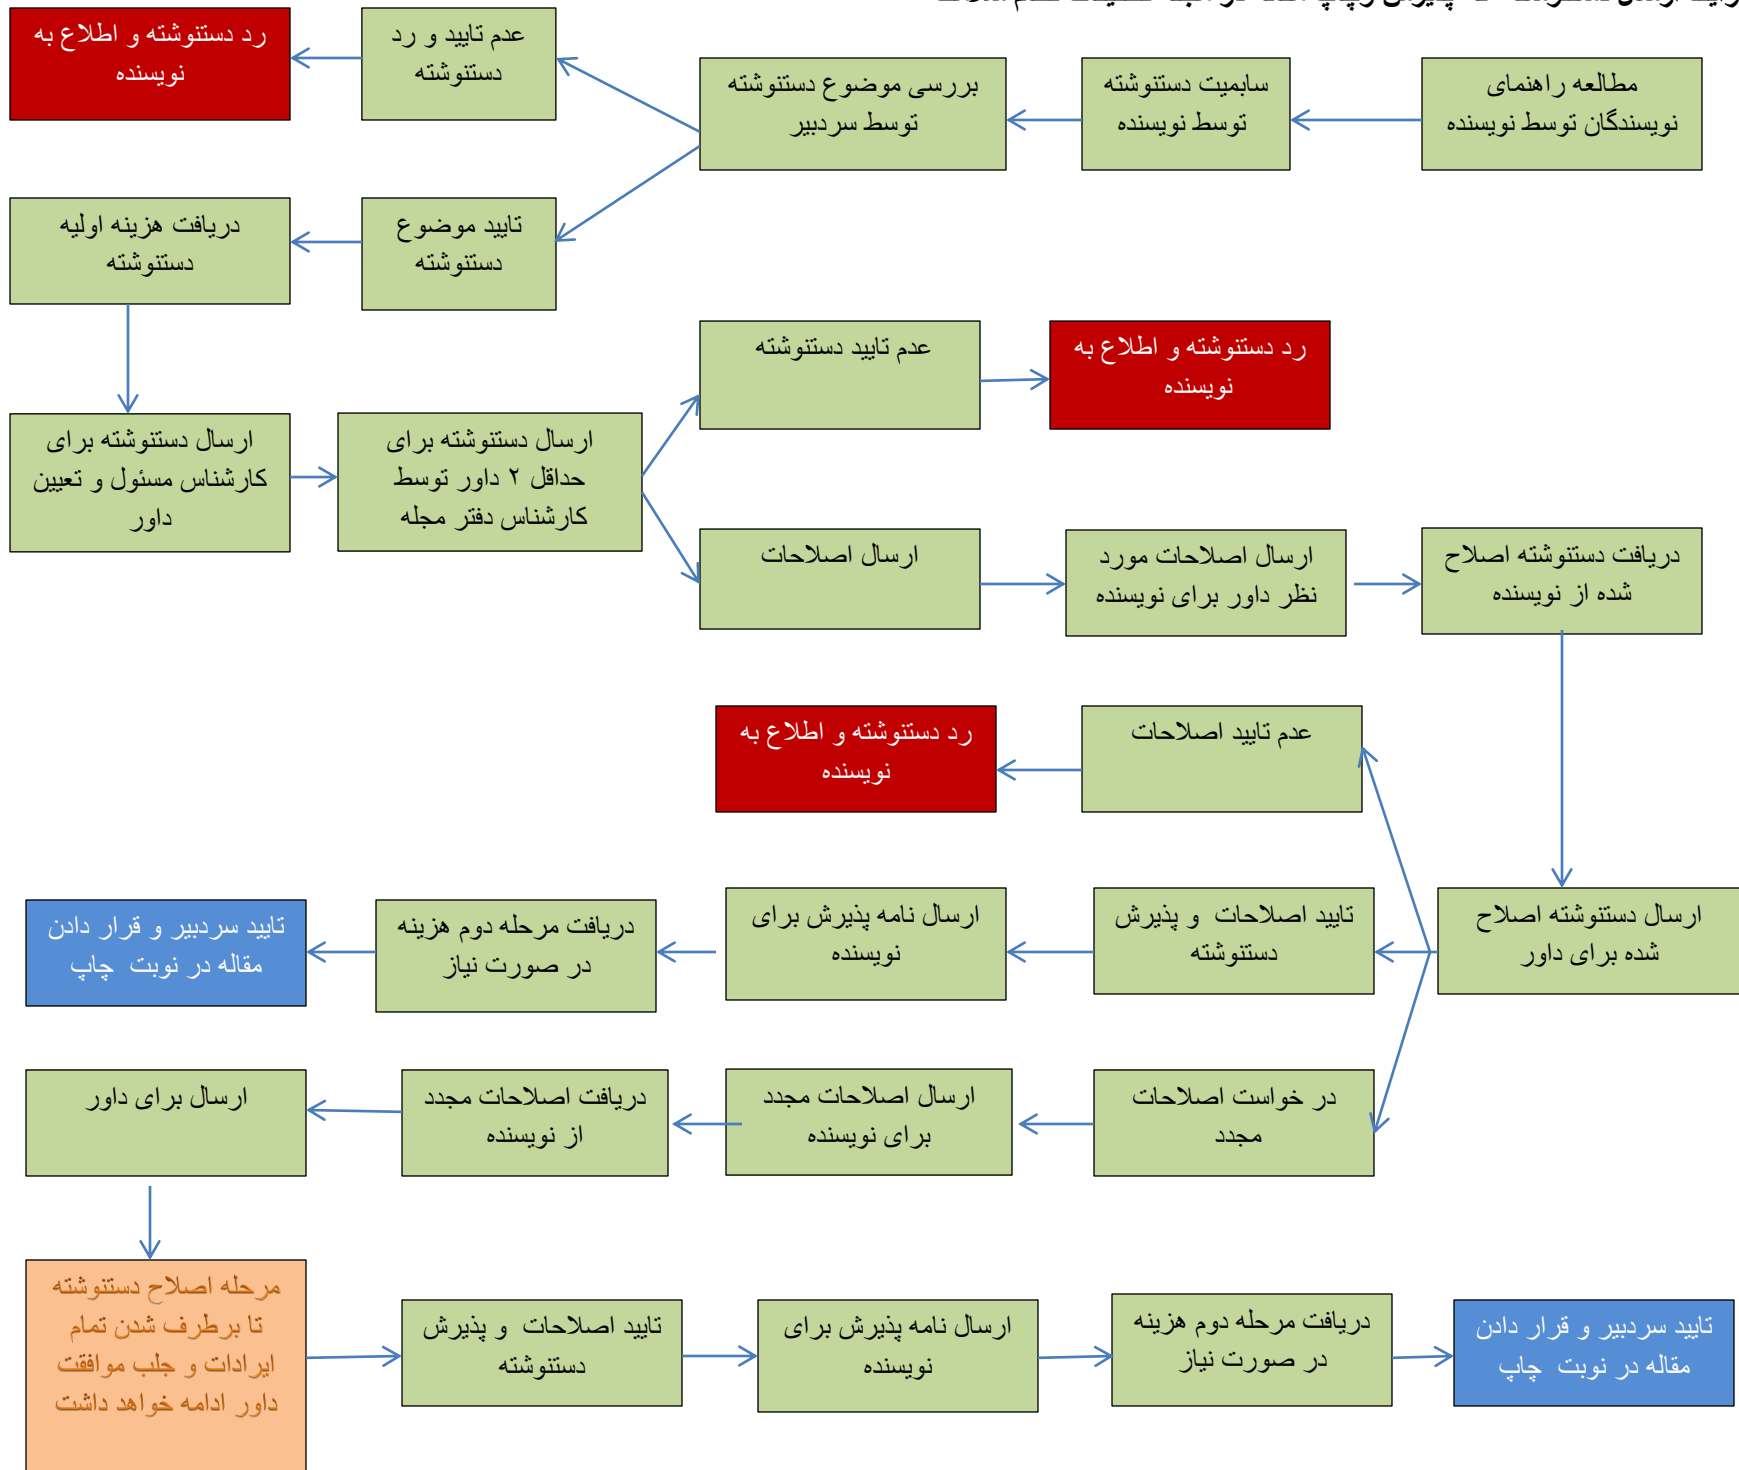 مطالعه راهنمای
نویسندگان توسط نویسنده
سابمیت دستنوشته
توسط نویسنده
بررسی موضوع دستنوشته
توسط سردبیر
عدم تایید و رد
دستنوشته
رد دستنوشته و اطلاع به
نویسنده
تایید موضوع
دستنوشته
دریافت هزینه اولیه
دستنوشته
ارسال دستنوشته برای
کارشناس مسئول و تعیین
داور
ارسال دستنوشته برای
حداقل ۲ داور توسط
کارشناس دفتر مجله
عدم تایید دستنوشته
رد دستنوشته و اطلاع به
نویسنده
ارسال اصلاحات
ارسال اصلاحات مورد
نظر داور برای نویسنده
دریافت دستنوشته اصلاح
شده از نویسنده
ارسال دستنوشته اصلاح
شده برای داور
عدم تایید اصلاحات
رد دستنوشته و اطلاع به
نویسنده
تایید اصلاحات و پذیرش
دستنوشته
ارسال نامه پذیرش برای
نویسنده
دریافت مرحله دوم هزینه
در صورت نیاز
تایید سردبیر و قرار دادن
مقاله در نوبت چاپ
در خواست اصلاحات
مجدد
ارسال اصلاحات مجدد
برای نویسنده
دریافت اصلاحات مجدد
از نویسنده
ارسال برای داور
مرحله اصلاح دستنوشته
تا برطرف شدن تمام
ایرادات و جلب موافقت
داور ادامه خواهد داشت
تایید اصلاحات و پذیرش
دستنوشته
ارسال نامه پذیرش برای
نویسنده
دریافت مرحله دوم هزینه
در صورت نیاز
تایید سردبیر و قرار دادن
مقاله در نوبت چاپ